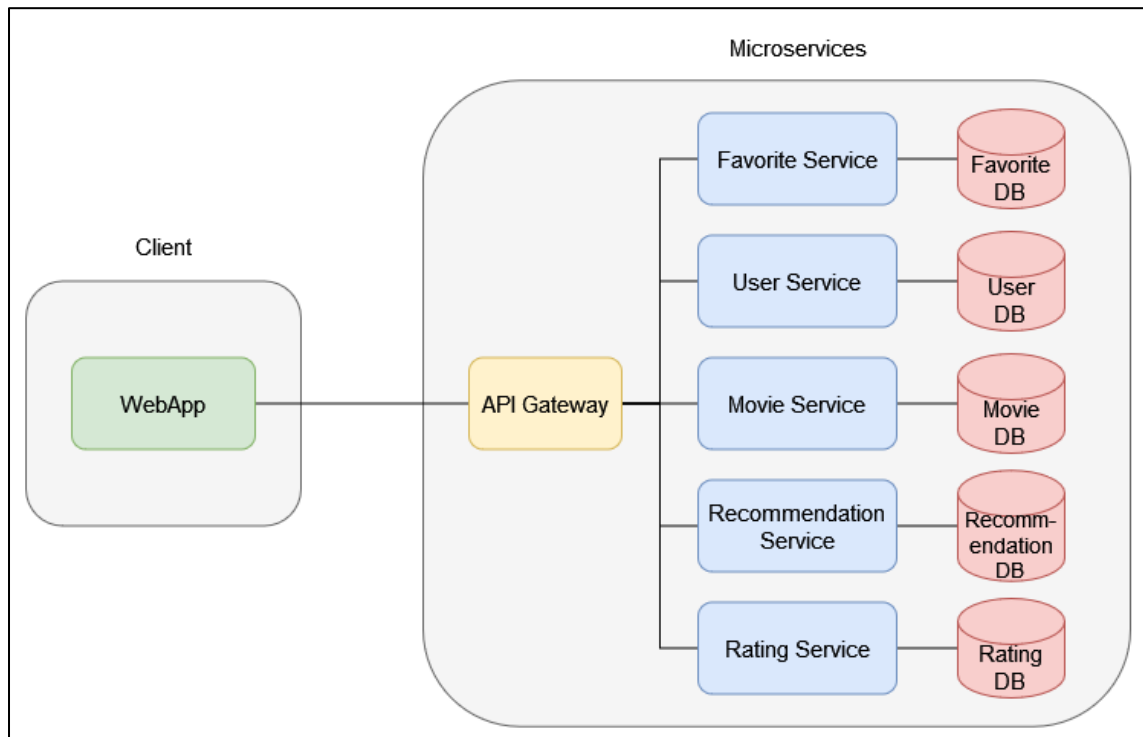 Microservices
Favorite Service
Favorite
DB
Client
User Service
User
DB
WebApp
API Gateway
Movie Service
Movie
DB
Recommendation
Service
Recomm-
endation
DB
Rating Service
Rating
DB